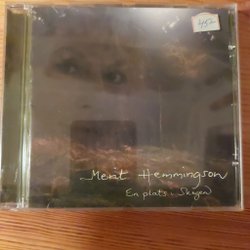 Merit Hemmingson
En plats i Skogen